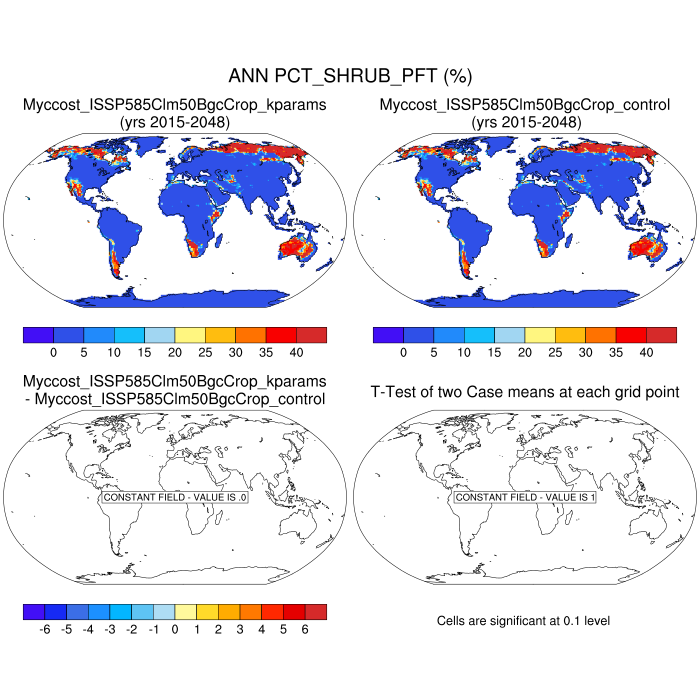 ANN PCT_SHRUB_PFT (%)
Myccost_ISSP585Clm50BgcCrop_kparams
(yrs 2015-2048)
Myccost_ISSP585Clm50BgcCrop_control
(yrs 2015-2048)
0 5 10 15 20 25 30 35 40
0 5 10 15 20 25 30 35 40
Myccost_ISSP585Clm50BgcCrop_kparams
- Myccost_ISSP585Clm50BgcCrop_control
T-Test of two Case means at each grid point
CONSTANT FIELD - VALUE IS .0
CONSTANT FIELD - VALUE IS 1
-6 -5 -4 -3 -2 -1 0 1 2 3 4 5 6
Cells are significant at 0.1 level